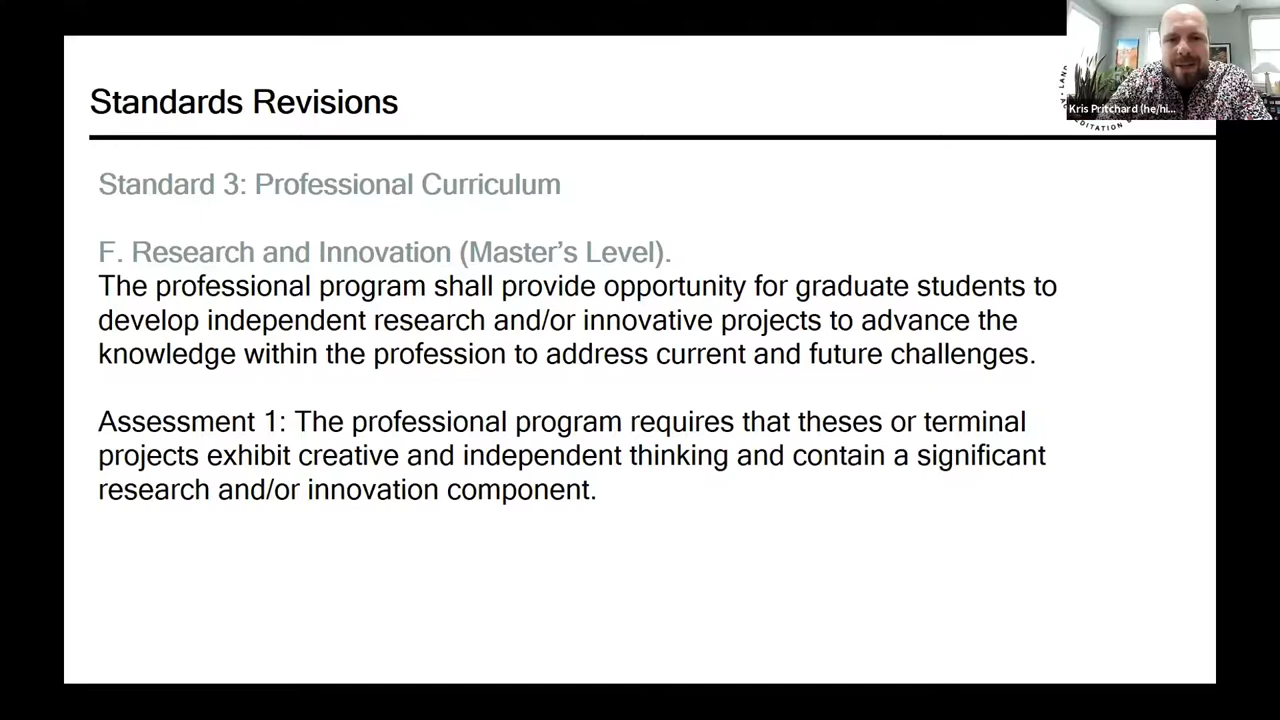 Standards Revisions
Kris Pritchard (he/hi...
Standard 3: Professional Curriculum
F. Research and Innovation (Master's Level).
The professional program shall provide opportunity for graduate students to
develop independent research and/or innovative projects to advance the
knowledge within the profession to address current and future challenges.
Assessment 1: The professional program requires that theses or terminal
projects exhibit creative and independent thinking and contain a significant
research and/or innovation component.